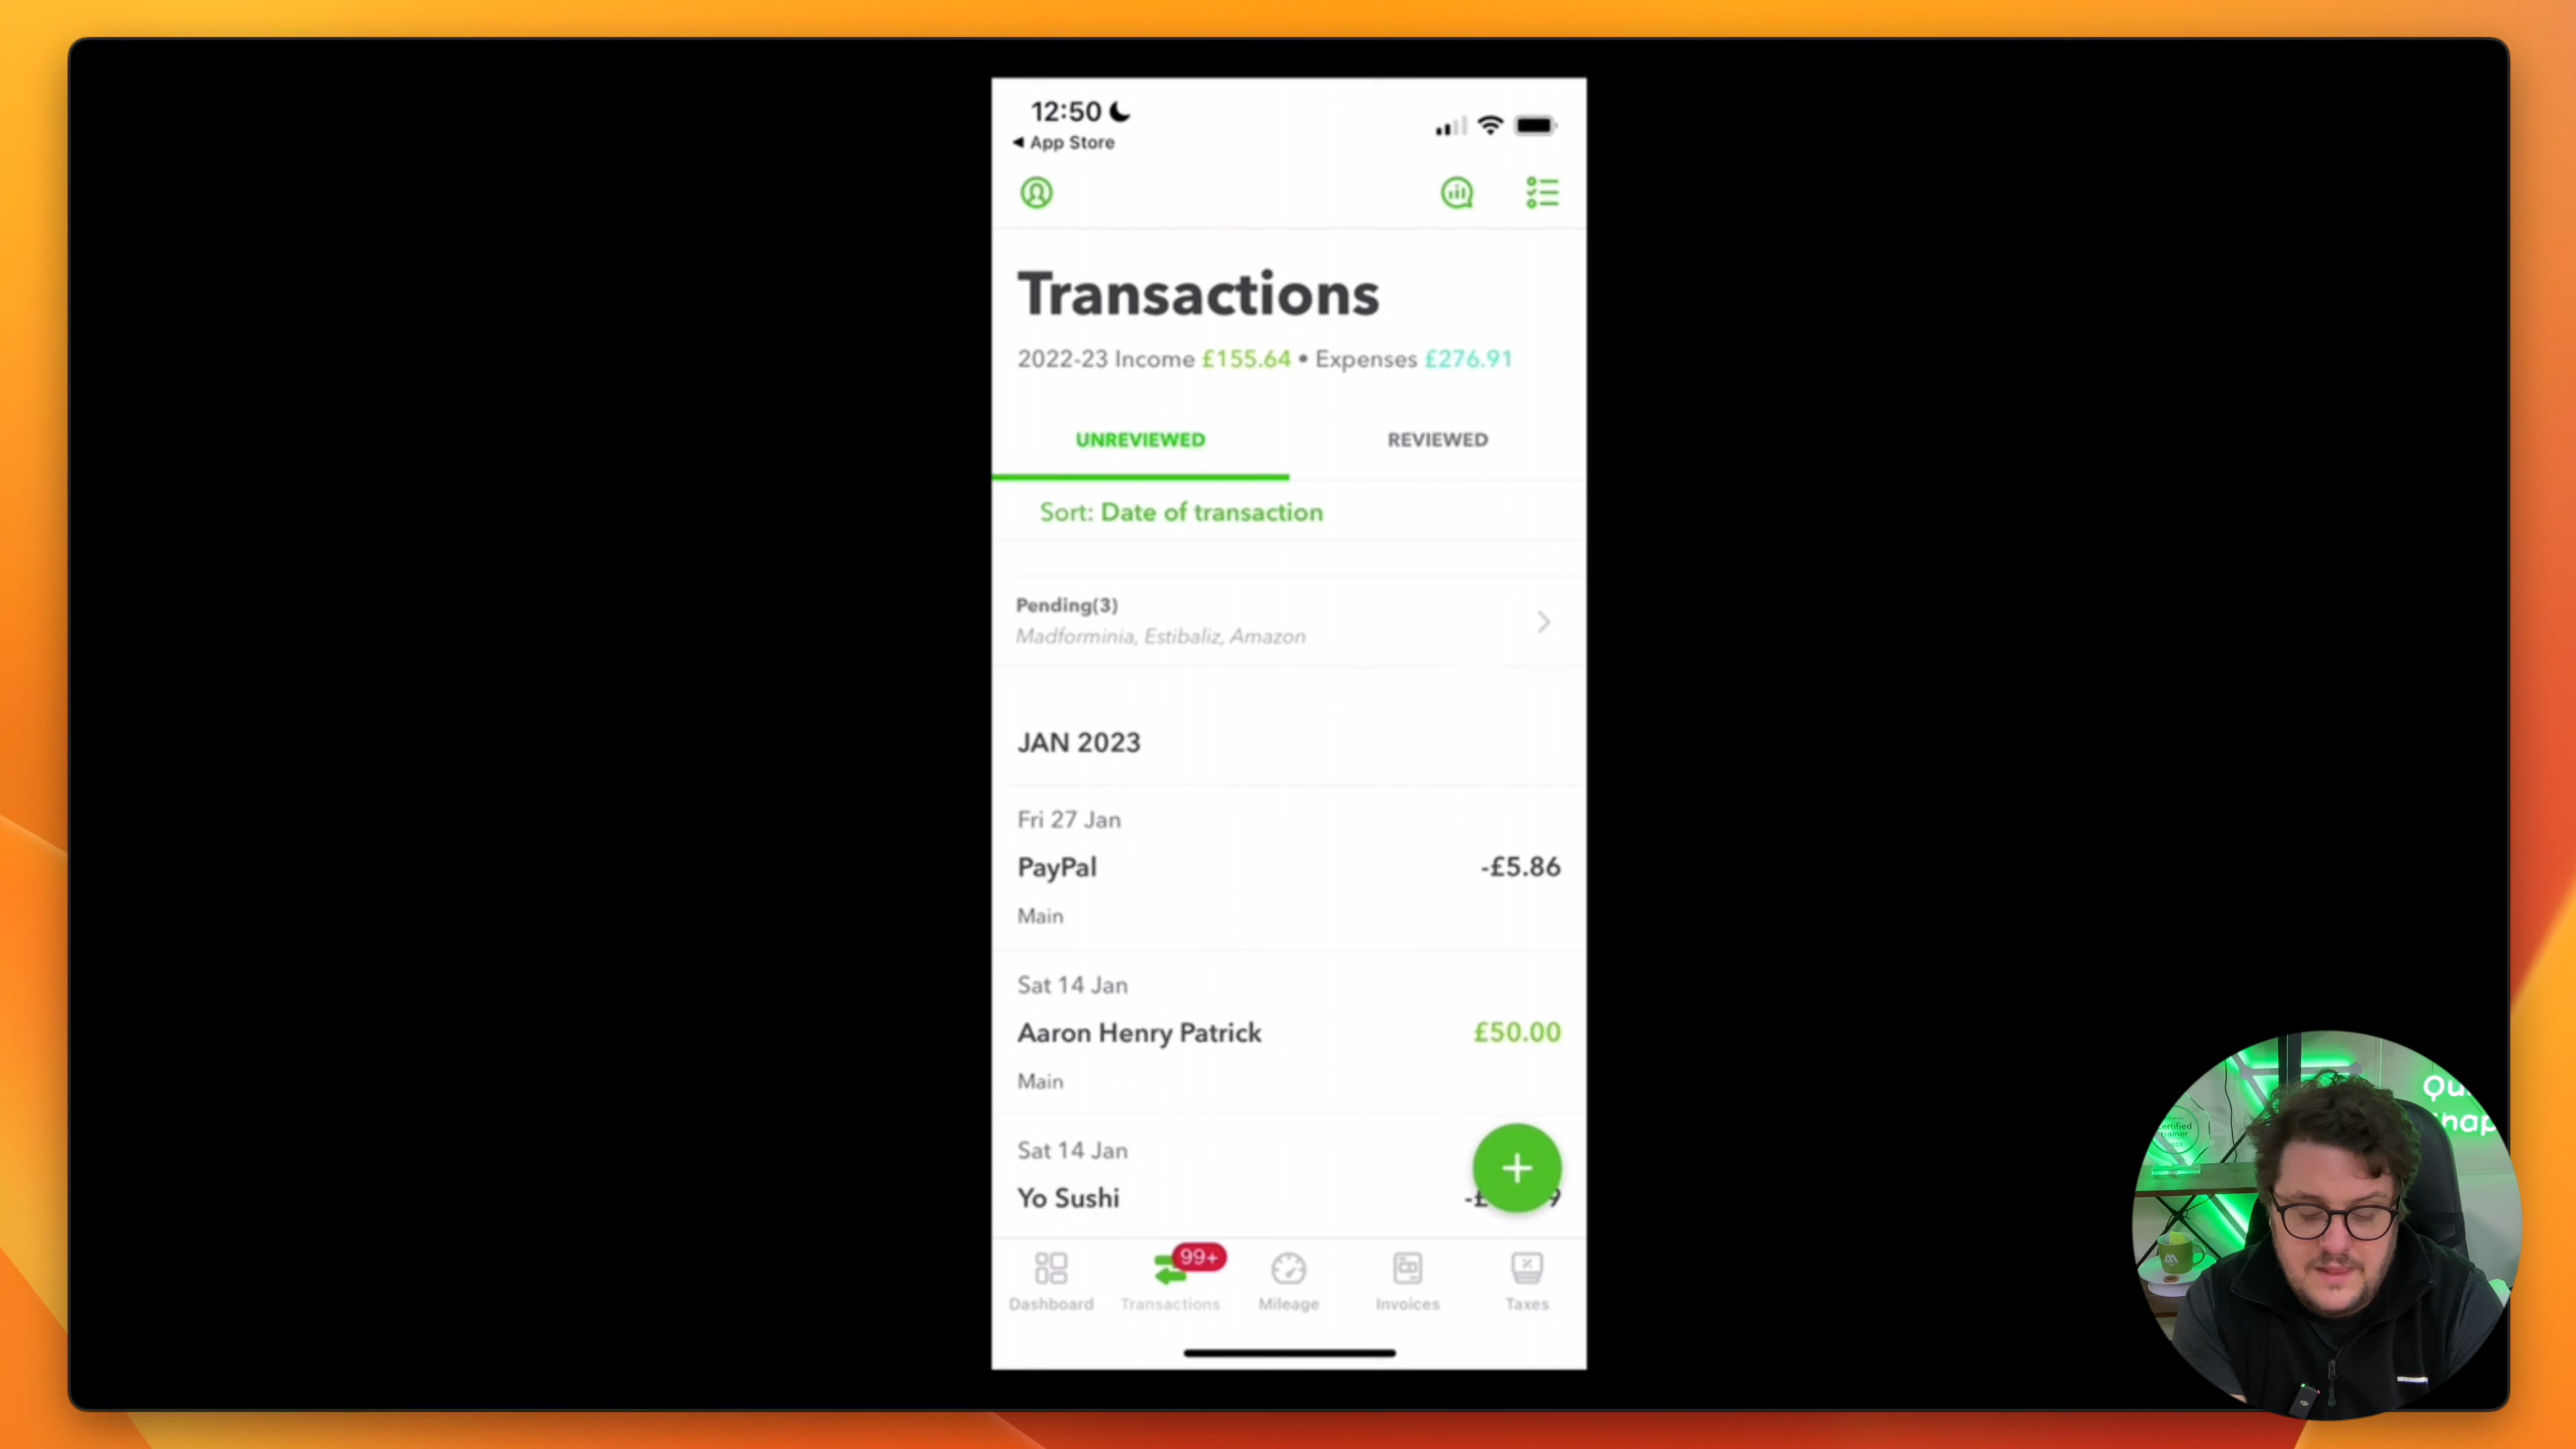 12:50
App Store
Transactions
2022-23 Income £155.64 • Expenses £276.91
UNREVIEWED
REVIEWED
Sort: Date of transaction
Pending(3)
Madforminia, Estibaliz, Amazon
JAN 2023
Fri 27 Jan
PayPal
-£5.86
Main
Sat 14 Jan
Aaron Henry Patrick
£50.00
Main
Sat 14 Jan
Yo Sushi
99+
Dashboard
Transactions
Mileage
Invoices
Taxes
certified
trainer